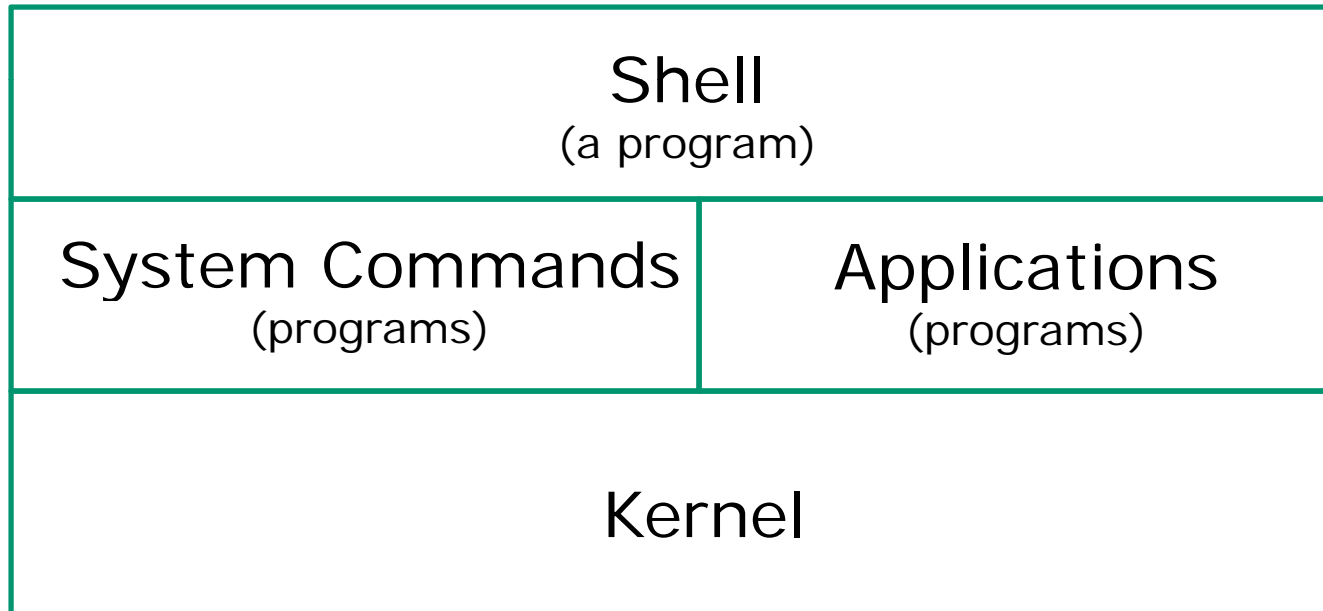 Shell
(a program)
System Commands
(programs)
Applications
(programs)
Kernel